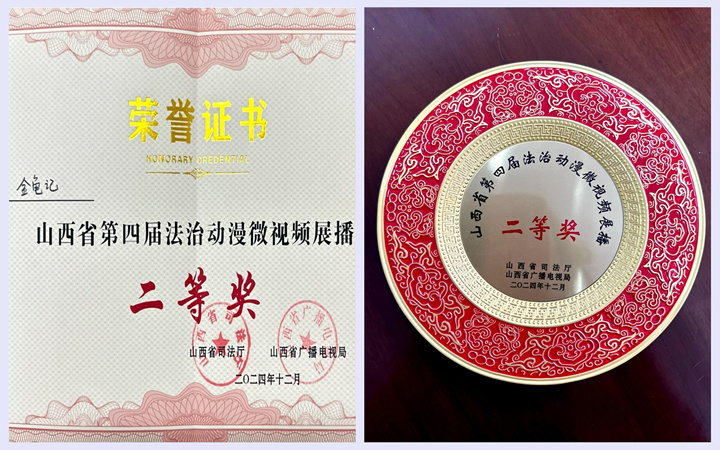 荣誉证书
HONORARY CREDENTIAL
金龟记
山西省第四届法治动漫微视频展播
二等奖
山西省司法厅 山西省广播电视局
二〇二四年十二月
山西省第四届法治动漫微视频展播
二等奖
山西省司法厅
山西省广播电视局
二〇二四年十二月